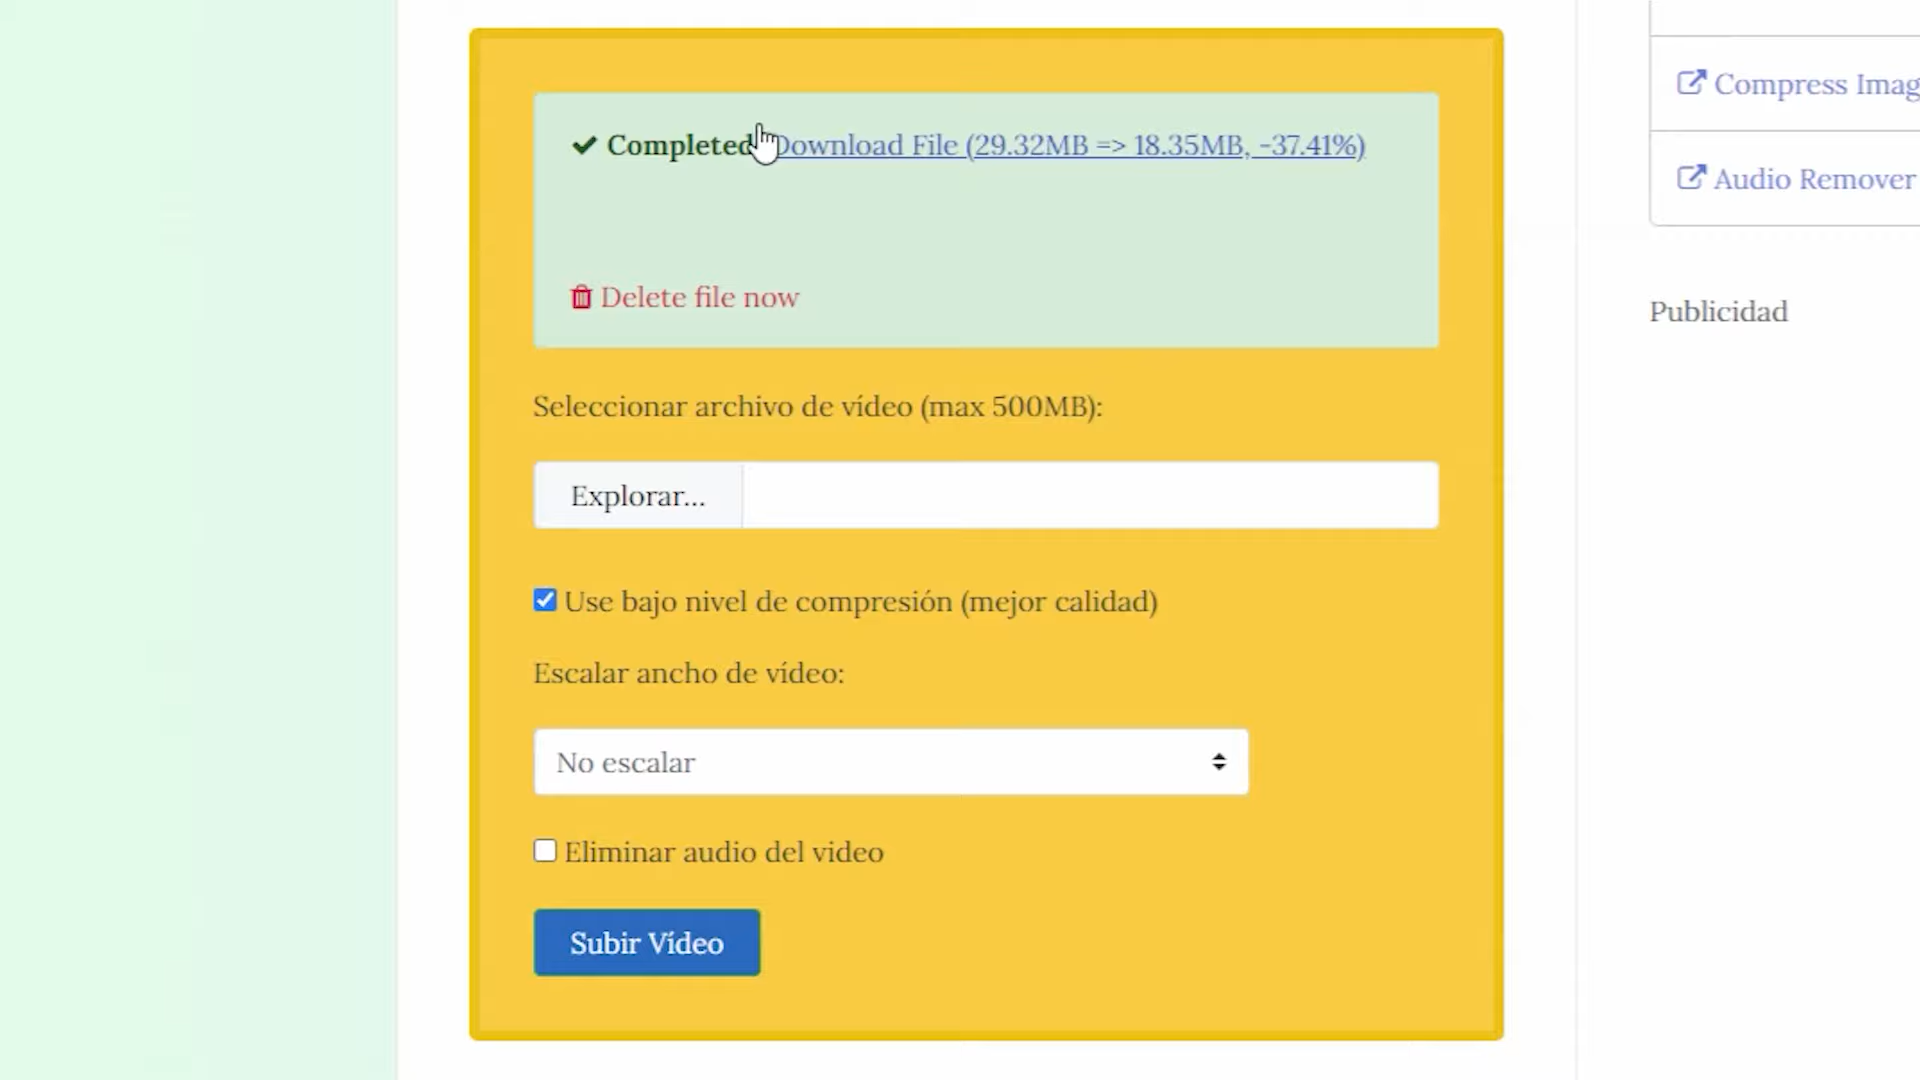 Completed Download File (29.32MB => 18.35MB, -37.41%)
Delete file now
Seleccionar archivo de vídeo (max 500MB):
Explorar...
Use bajo nivel de compresión (mejor calidad)
Escalar ancho de vídeo:
No escalar
Eliminar audio del video
Subir Vídeo
Compress Imag
Audio Remover
Publicidad